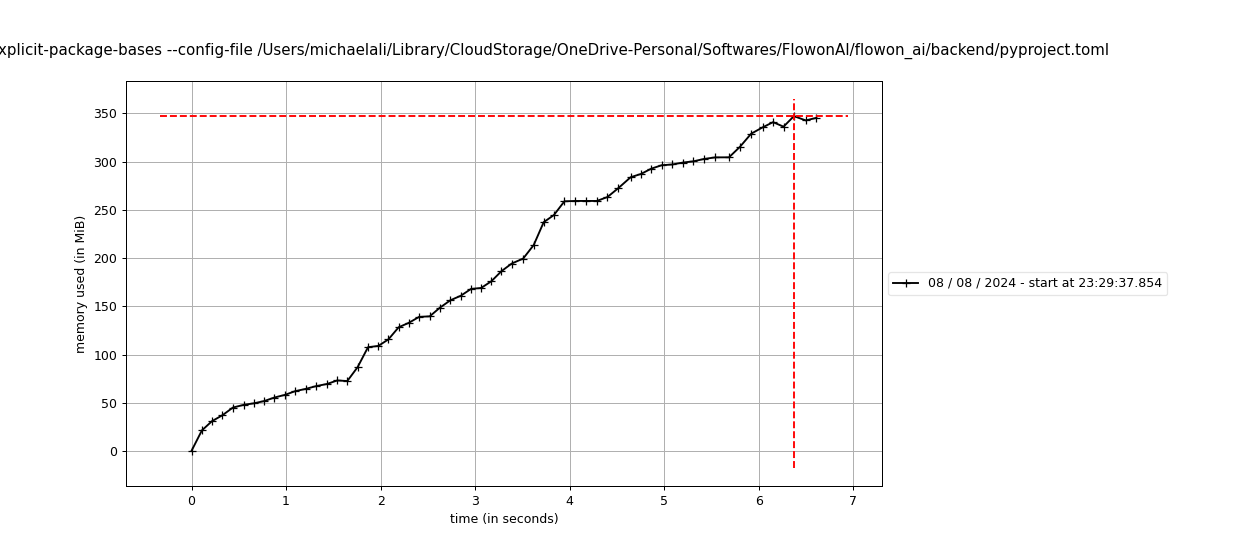 xplicit-package-bases --config-file /Users/michaelali/Library/CloudStorage/OneDrive-Personal/Softwares/FlowonAI/flowon_ai/backend/pyproject.toml
350
300
250
200
150
100
50
0
memory used (in MiB)
08 / 08 / 2024 - start at 23:29:37.854
0 1 2 3 4 5 6 7
time (in seconds)